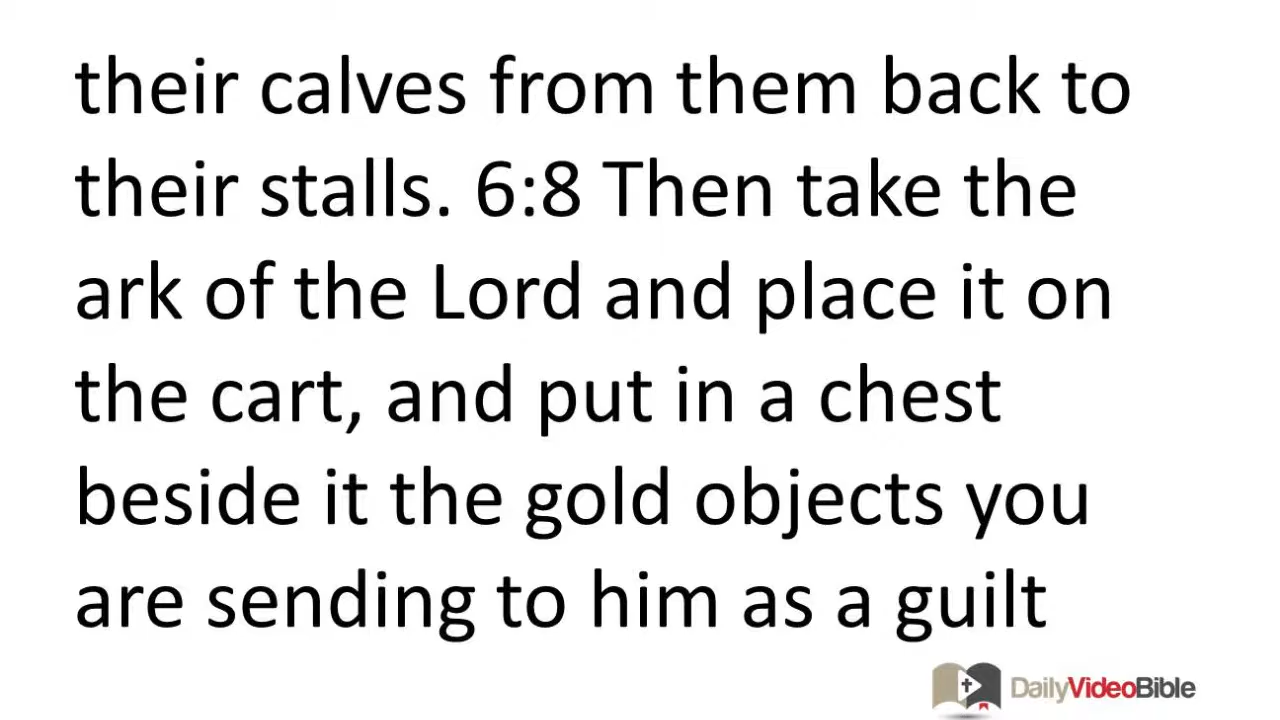 their calves from them back to
their stalls. 6:8 Then take the
ark of the Lord and place it on
the cart, and put in a chest
beside it the gold objects you
are sending to him as a guilt
DailyVideoBible